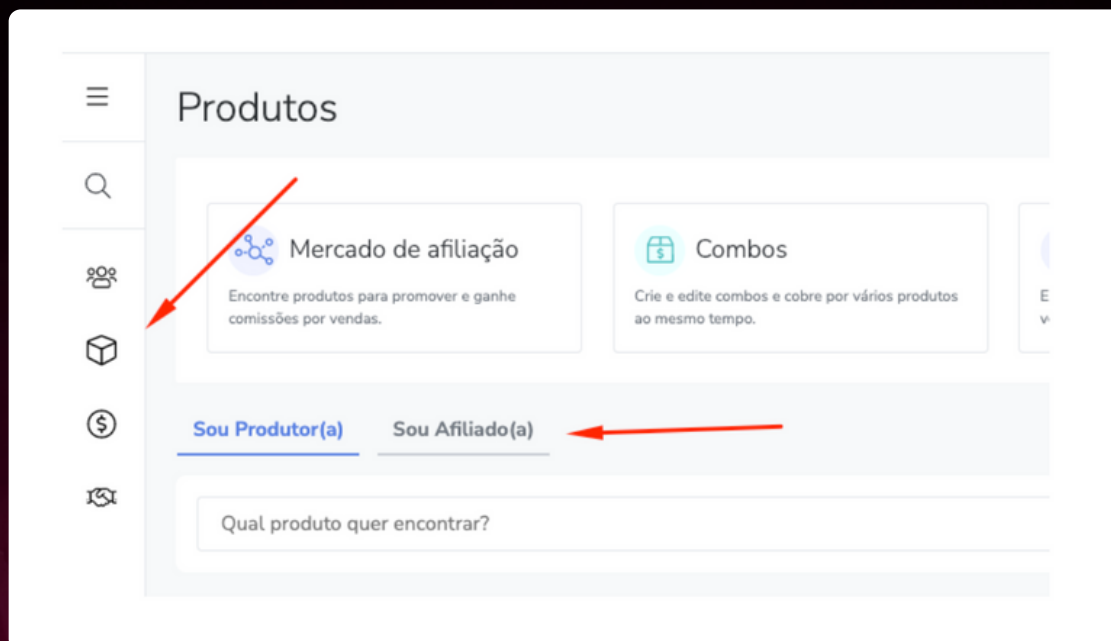 Produtos
Mercado de afiliação
Encontre produtos para promover e ganhe
comissões por vendas.
Combos
Crie e edite combos e cobre por vários produtos
ao mesmo tempo.
Sou Produtor(a)
Sou Afiliado(a)
Qual produto quer encontrar?